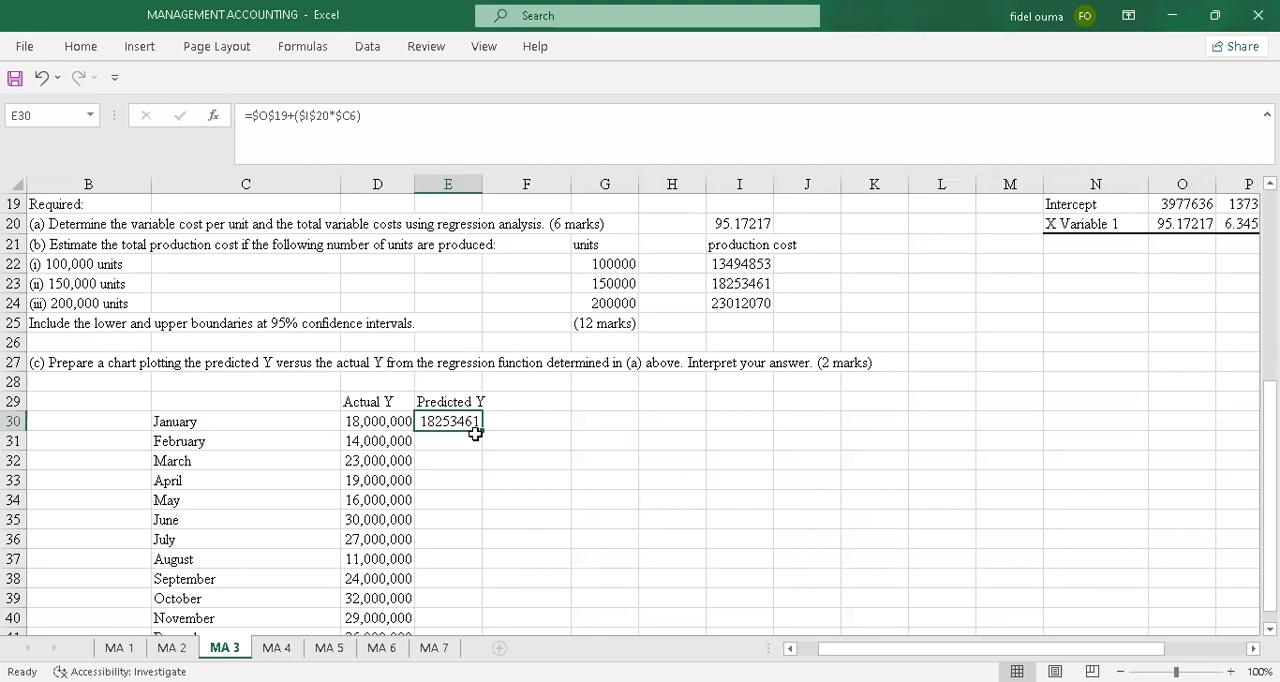 MANAGEMENT ACCOUNTING - Excel
Search
fidel ouma
FO
File Home Insert Page Layout Formulas Data Review View Help
Share
E30
fx
=$O$19+($I$20*$C6)
B C D E F G H I J K L M N O P
19 Required: Intercept 3977636 1373
20 (a) Determine the variable cost per unit and the total variable costs using regression analysis. (6 marks) 95.17217 X Variable 1 95.17217 6.345
21 (b) Estimate the total production cost if the following number of units are produced: units production cost
22 (i) 100,000 units 100000 13494853
23 (ii) 150,000 units 150000 18253461
24 (iii) 200,000 units 200000 23012070
25 Include the lower and upper boundaries at 95% confidence intervals. (12 marks)
26
27 (c) Prepare a chart plotting the predicted Y versus the actual Y from the regression function determined in (a) above. Interpret your answer. (2 marks)
28
29 Actual Y Predicted Y
30 January 18,000,000 18253461
31 February 14,000,000
32 March 23,000,000
33 April 19,000,000
34 May 16,000,000
35 June 30,000,000
36 July 27,000,000
37 August 11,000,000
38 September 24,000,000
39 October 32,000,000
40 November 29,000,000
MA 1 MA 2 MA 3 MA 4 MA 5 MA 6 MA 7
Ready Accessibility: Investigate 100%